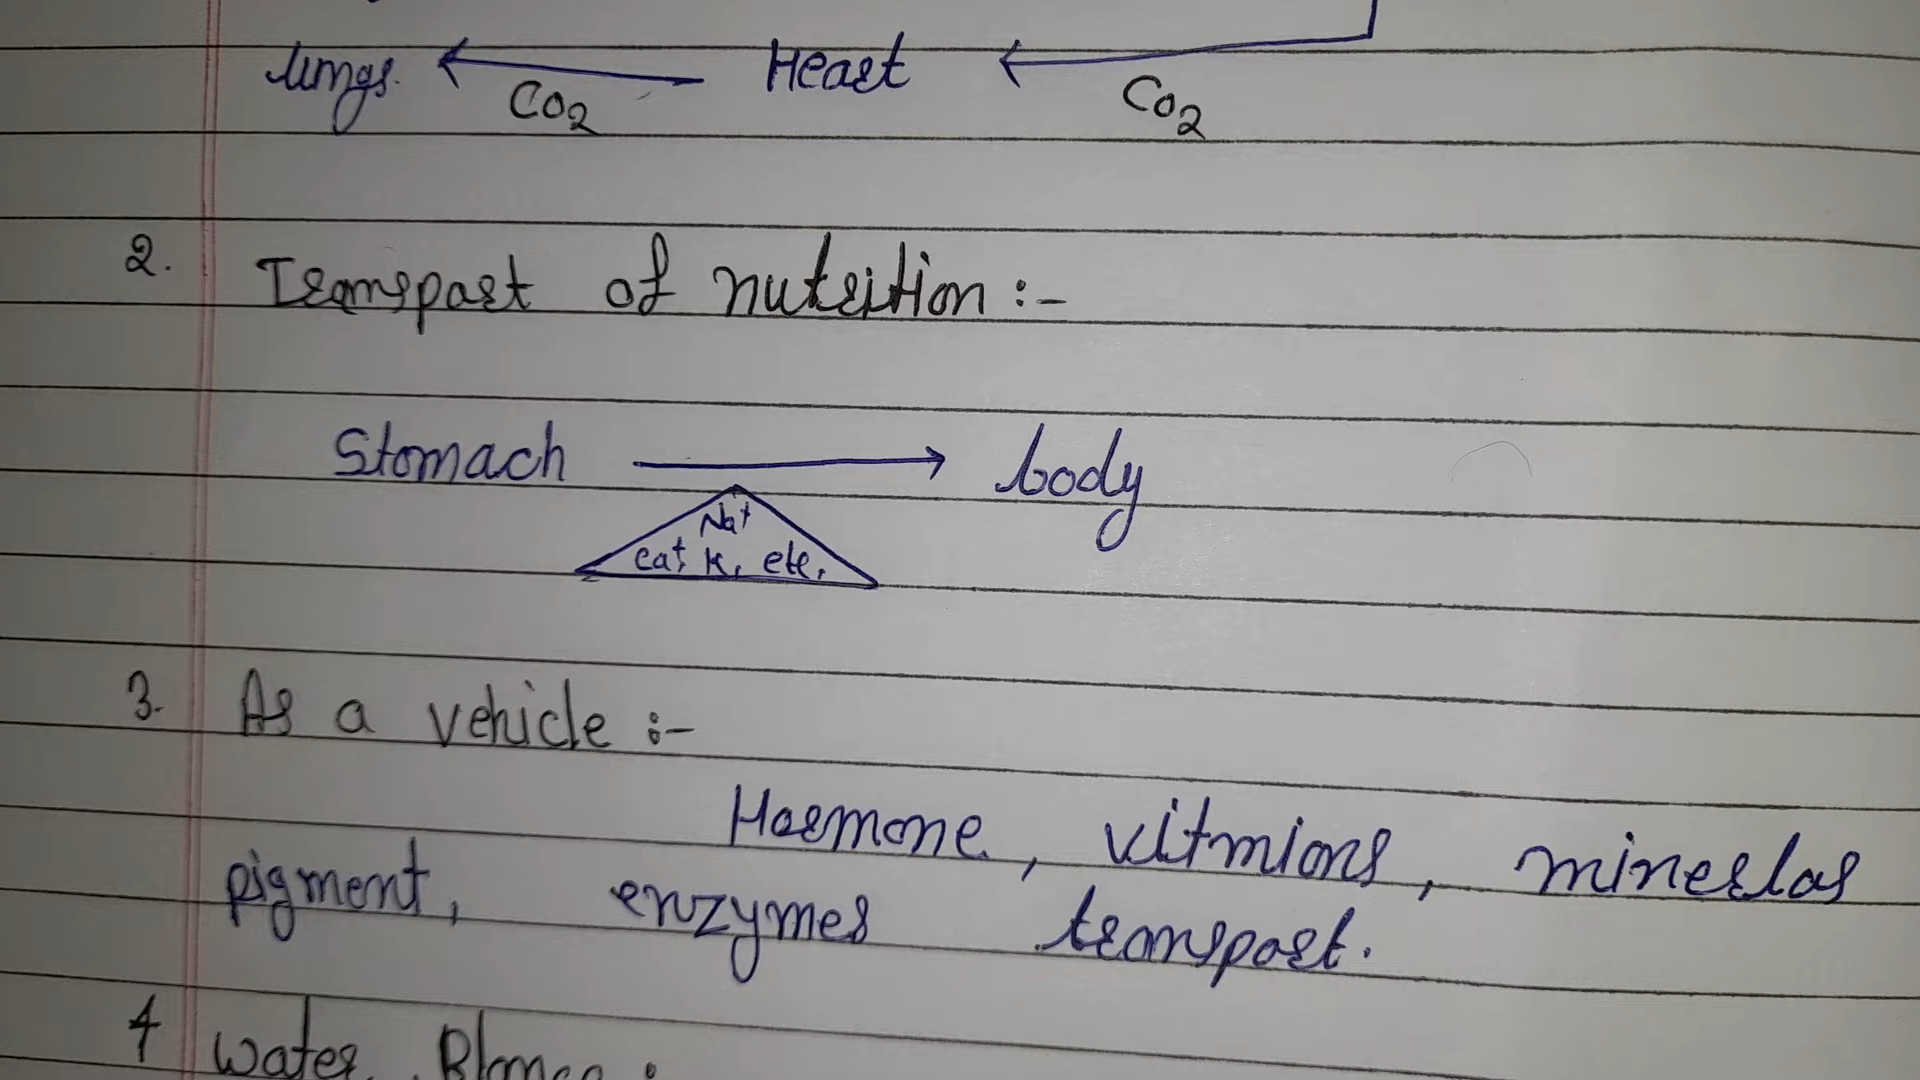 lungs. ← CO2 Heart ← CO2
2. Transport of nutrition :-
Stomach → body
Na+
ca+ K, etc.
3. As a vehicle :-
Hormone, vitmions, minerlas
pigment, enzymes transport.
4 Water